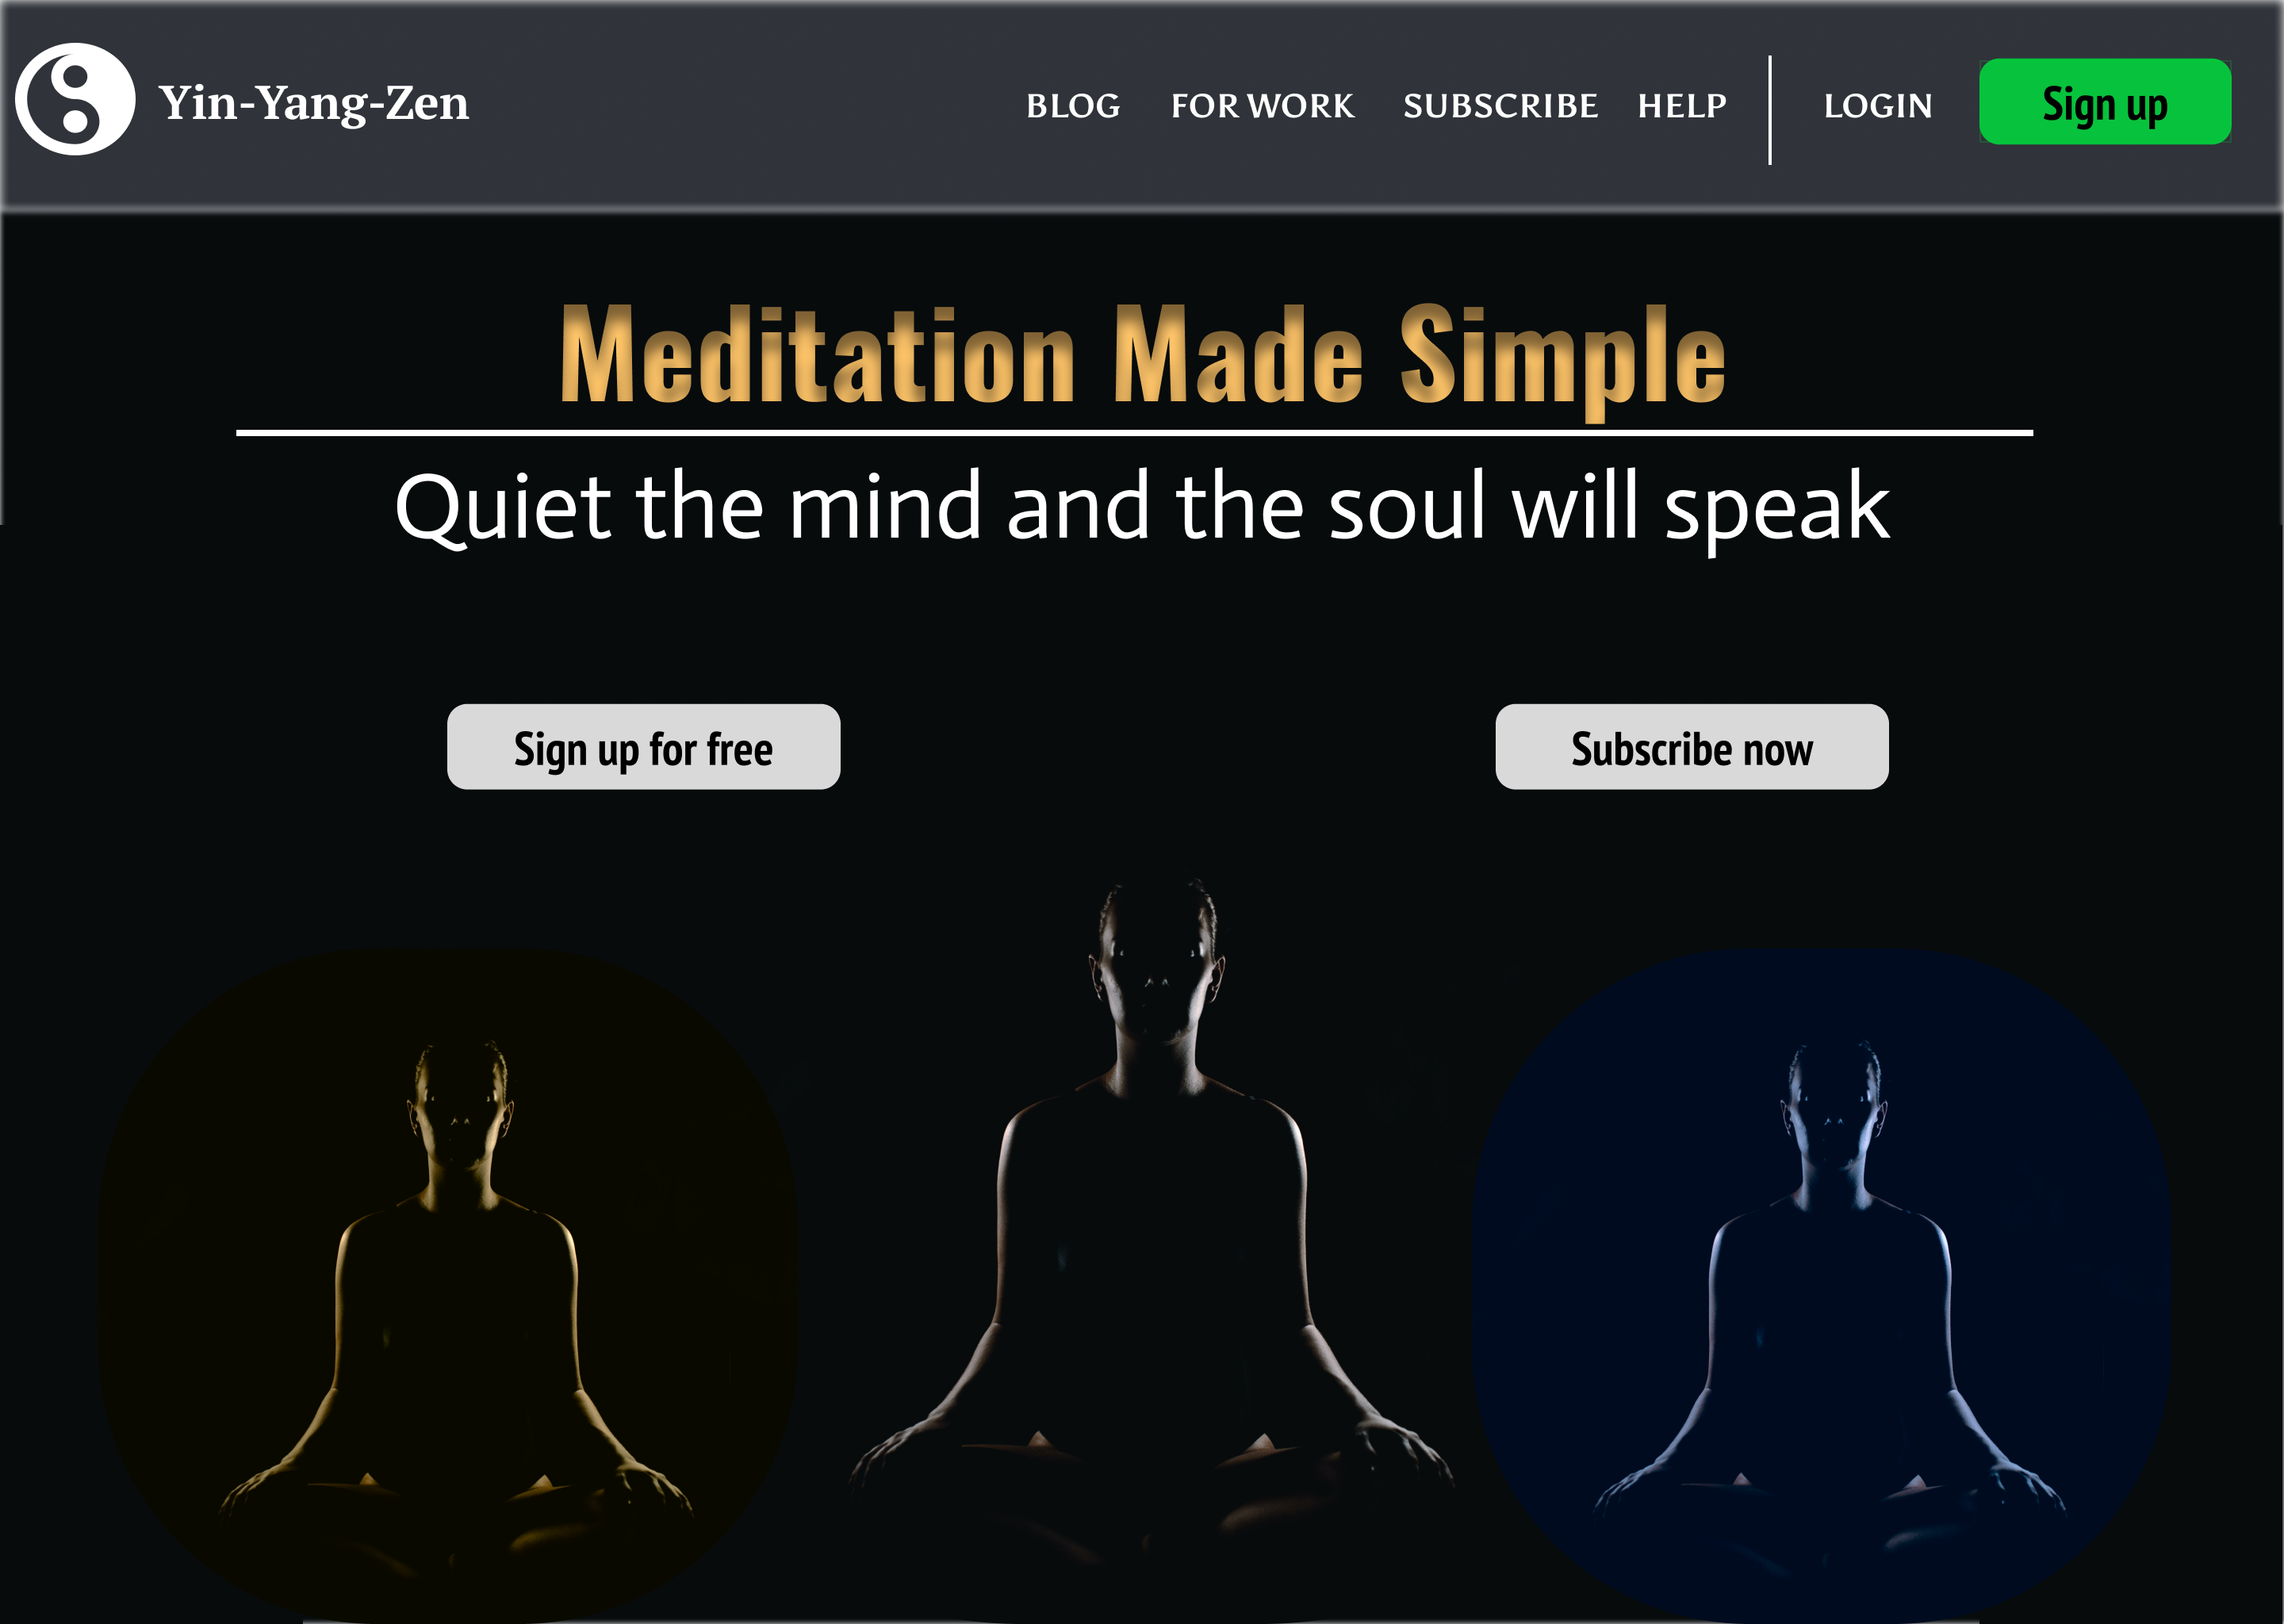 Yin-Yang-Zen
BLOG FOR WORK SUBSCRIBE HELP LOGIN Sign up
Meditation Made Simple
Quiet the mind and the soul will speak
Sign up for free
Subscribe now